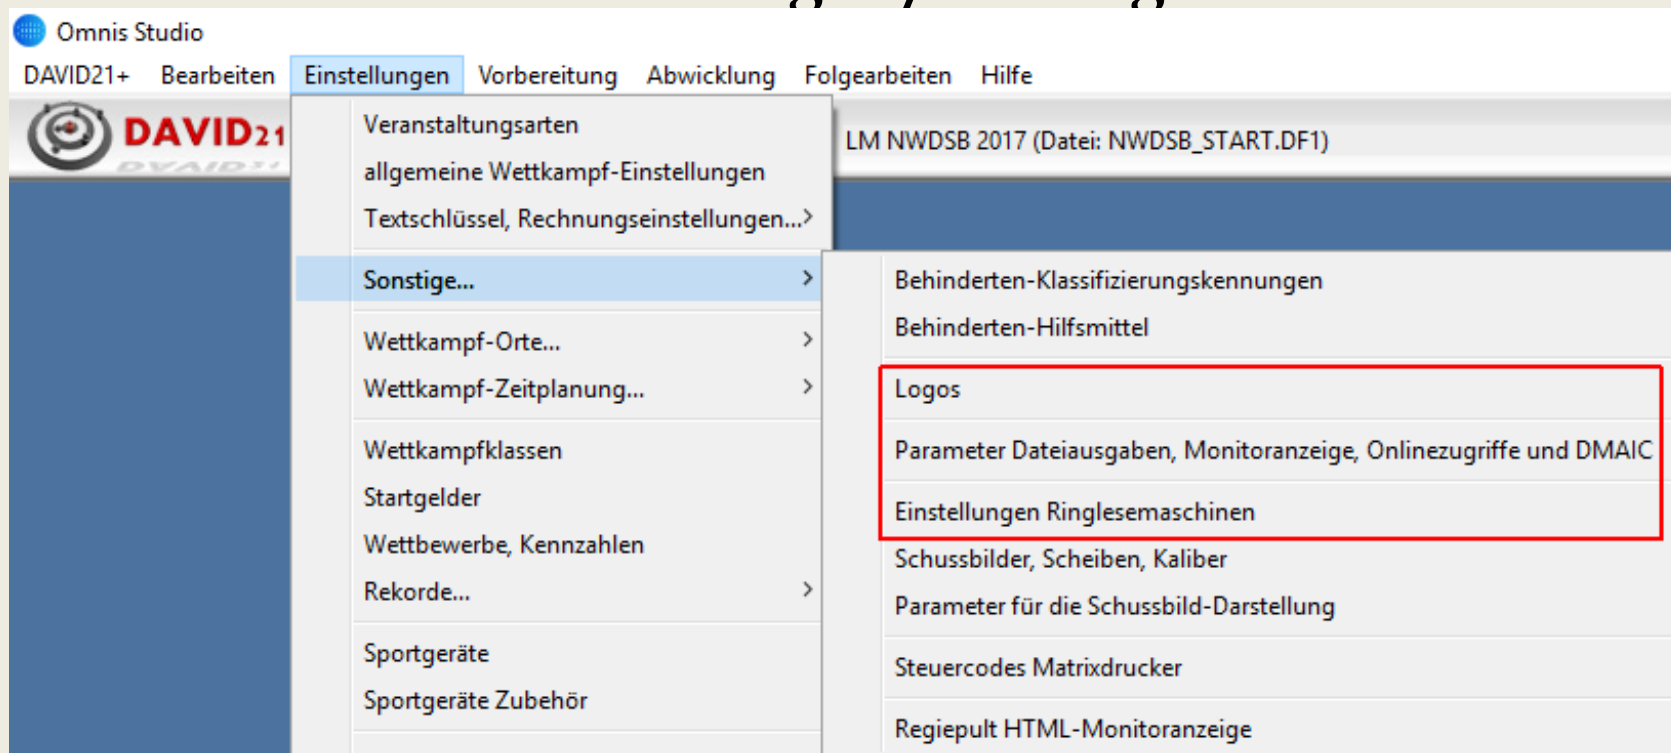 Omnis Studio
DAVID21+ Bearbeiten Einstellungen Vorbereitung Abwicklung Folgearbeiten Hilfe
DAVID21
LM NWDSB 2017 (Datei: NWDSB_START.DF1)
Veranstaltungsarten
allgemeine Wettkampf-Einstellungen
Textschlüssel, Rechnungseinstellungen...>
Sonstige... >
Wettkampf-Orte... >
Wettkampf-Zeitplanung... >
Wettkampfklassen
Startgelder
Wettbewerbe, Kennzahlen
Rekorde... >
Sportgeräte
Sportgeräte Zubehör
Behinderten-Klassifizierungskennungen
Behinderten-Hilfsmittel
Logos
Parameter Dateiausgaben, Monitoranzeige, Onlinezugriffe und DMAIC
Einstellungen Ringlesemaschinen
Schussbilder, Scheiben, Kaliber
Parameter für die Schussbild-Darstellung
Steuercodes Matrixdrucker
Regiepult HTML-Monitoranzeige